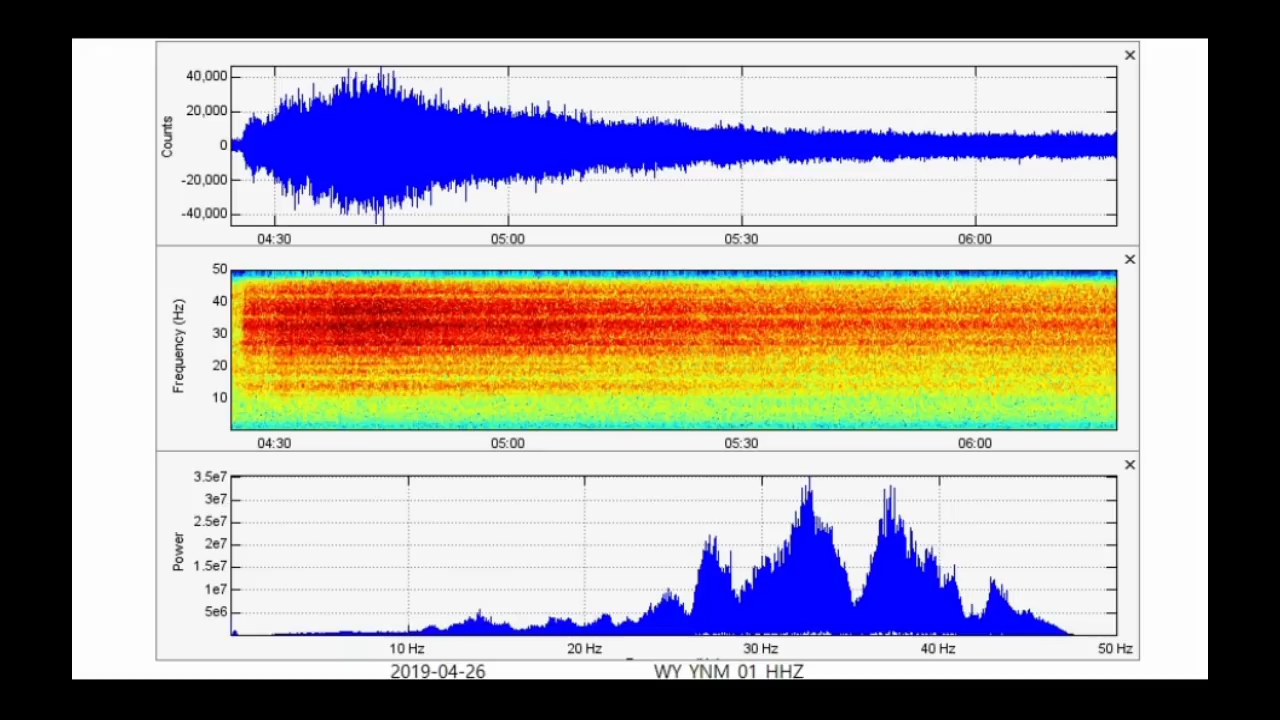 ×
40,000
20,000
0
-20,000
-40,000
Counts
04:30 05:00 05:30 06:00
×
50
40
30
20
10
Frequency (Hz)
04:30 05:00 05:30 06:00
×
3.5e7
3e7
2.5e7
2e7
1.5e7
1e7
5e6
Power
10 Hz 20 Hz 30 Hz 40 Hz 50 Hz
2019-04-26 WY YNM 01 HHZ